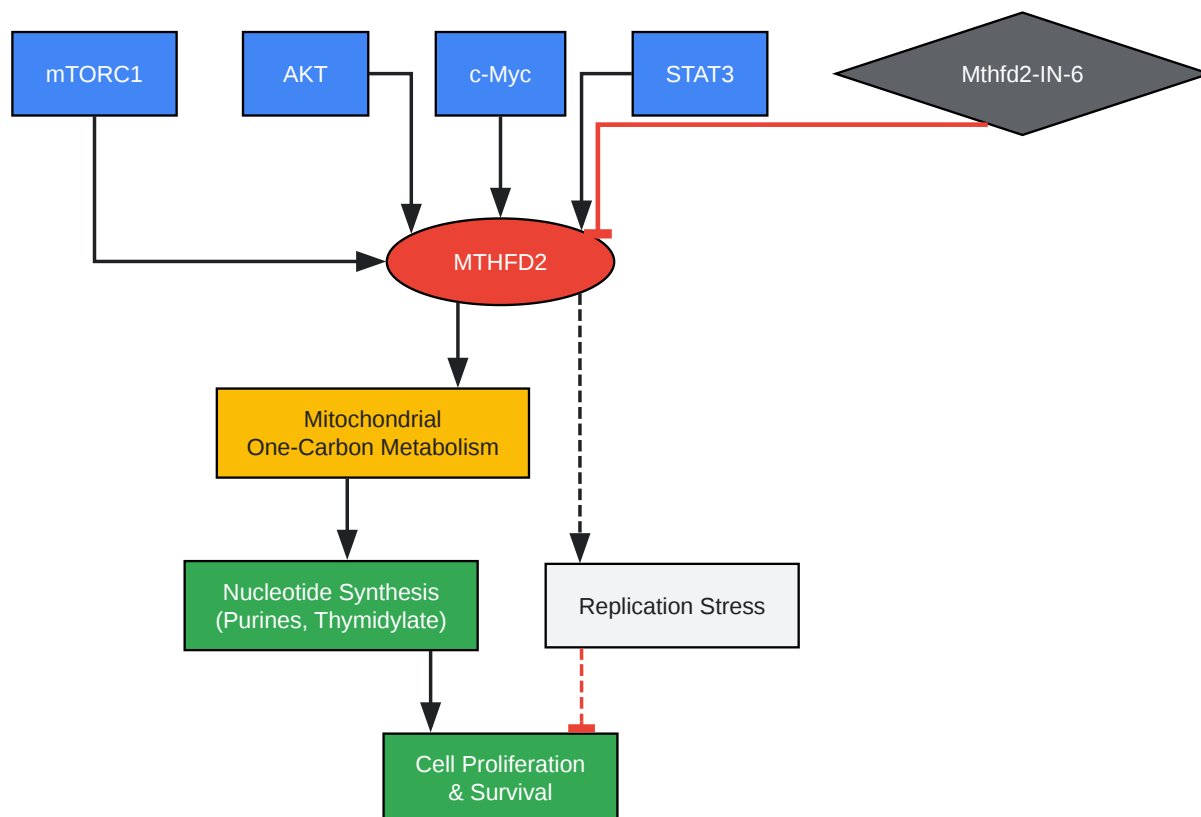 mTORC1
AKT
c-Myc
STAT3
Mthfd2-IN-6
MTHFD2
Mitochondrial
One-Carbon Metabolism
Nucleotide Synthesis
(Purines, Thymidylate)
Replication Stress
Cell Proliferation
& Survival